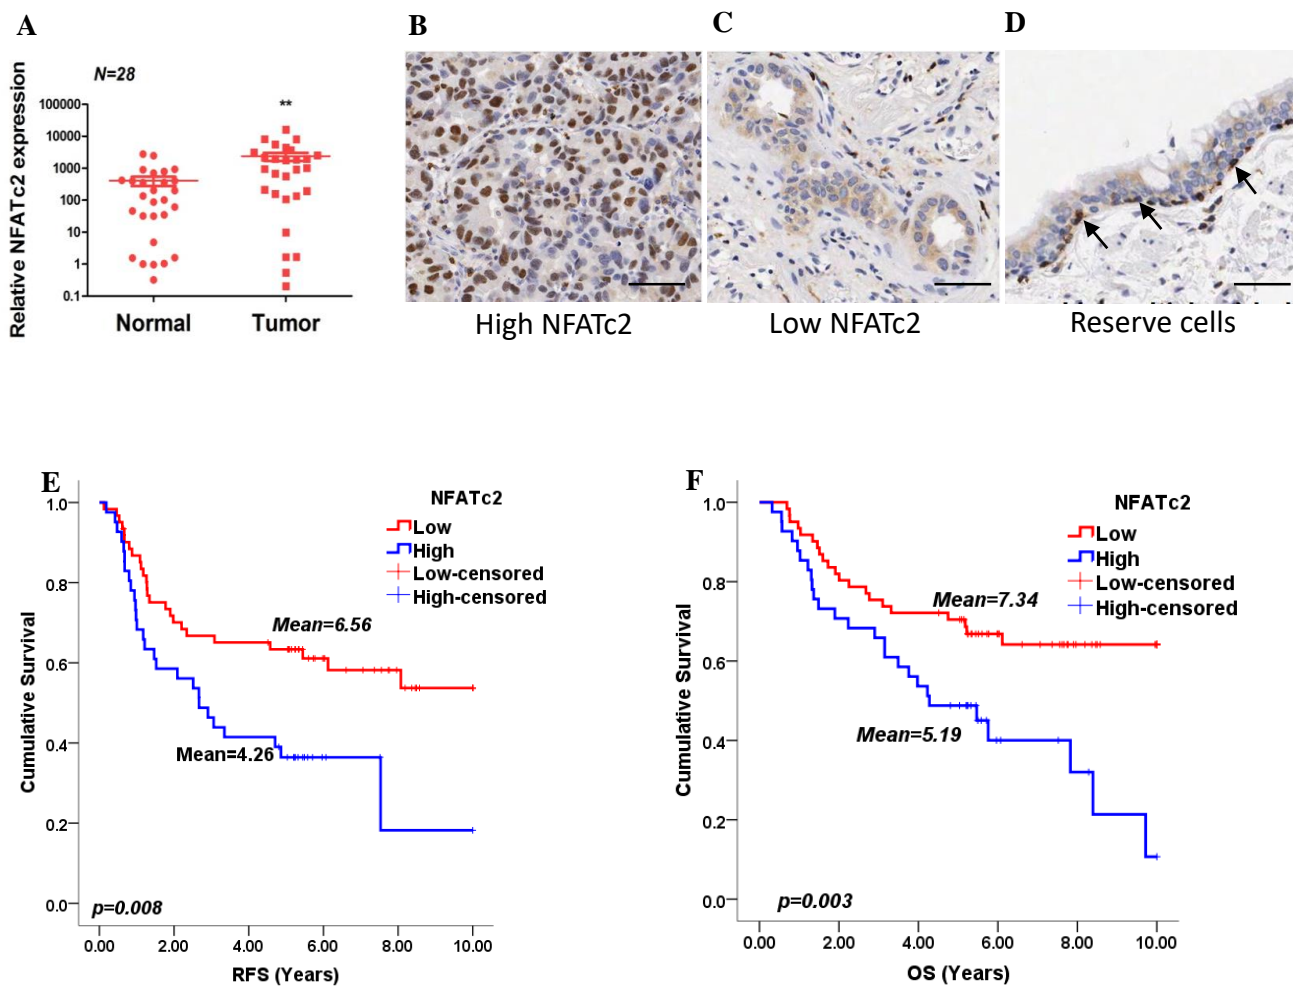 A
B
C
D
Relative NFATc2 expression
N=28
**
100000
10000
1000
100
10
1
0.1
Normal
Tumor
High NFATc2
Low NFATc2
Reserve cells
E
NFATc2
Low
High
Low-censored
High-censored
Mean=6.56
Mean=4.26
p=0.008
Cumulative Survival
1.0
0.8
0.6
0.4
0.2
0.0
0.00 2.00 4.00 6.00 8.00 10.00
RFS (Years)
F
NFATc2
Low
High
Low-censored
High-censored
Mean=7.34
Mean=5.19
p=0.003
Cumulative Survival
1.0
0.8
0.6
0.4
0.2
0.0
0.00 2.00 4.00 6.00 8.00 10.00
OS (Years)